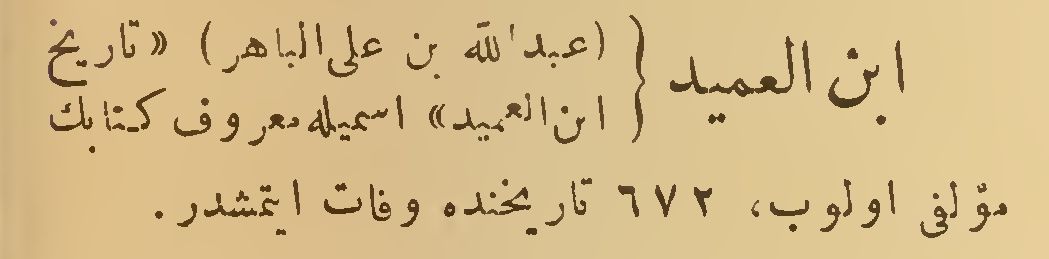 ابن العميد { (عبدالله بن على الباهر) «تاريخ
ابن العميد» اسميله معروف كتابك
مؤلفى اولوب، ٦٧٢ تاريخنده وفات ايتمشدر.